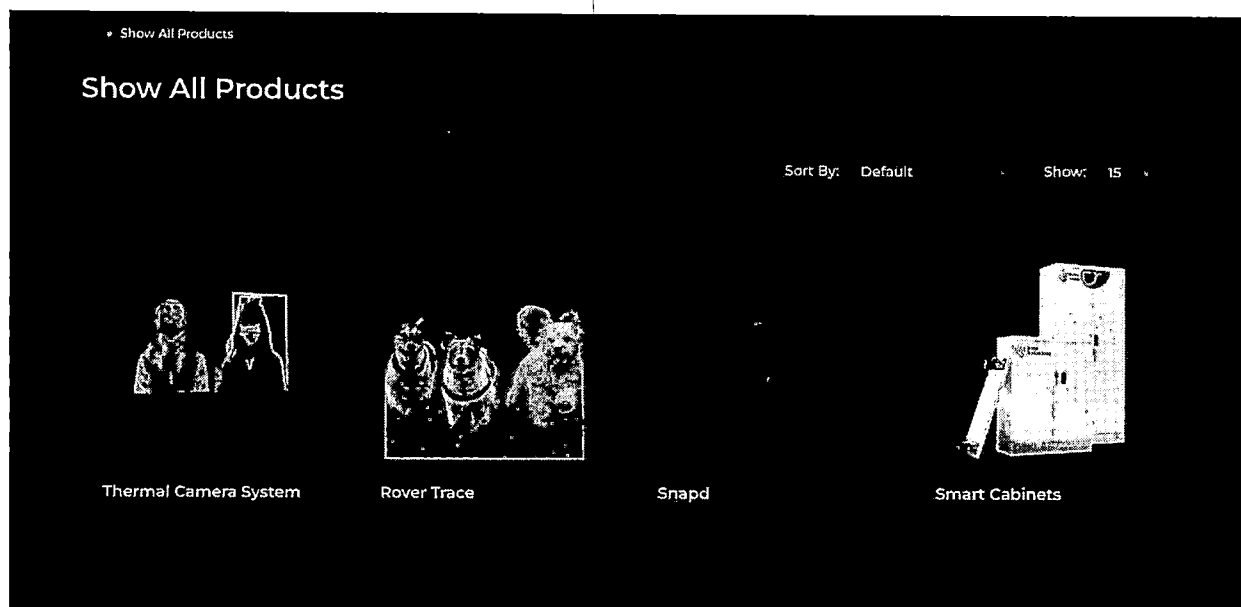 Show All Products
Show All Products
Sort By: Default Show: 15
Thermal Camera System
Rover Trace
Snapd
Smart Cabinets